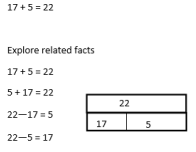 17 + 5 = 22
Explore related facts
17 + 5 = 22
5 + 17 = 22
22—17 = 5
22—5 = 17
22
17 5